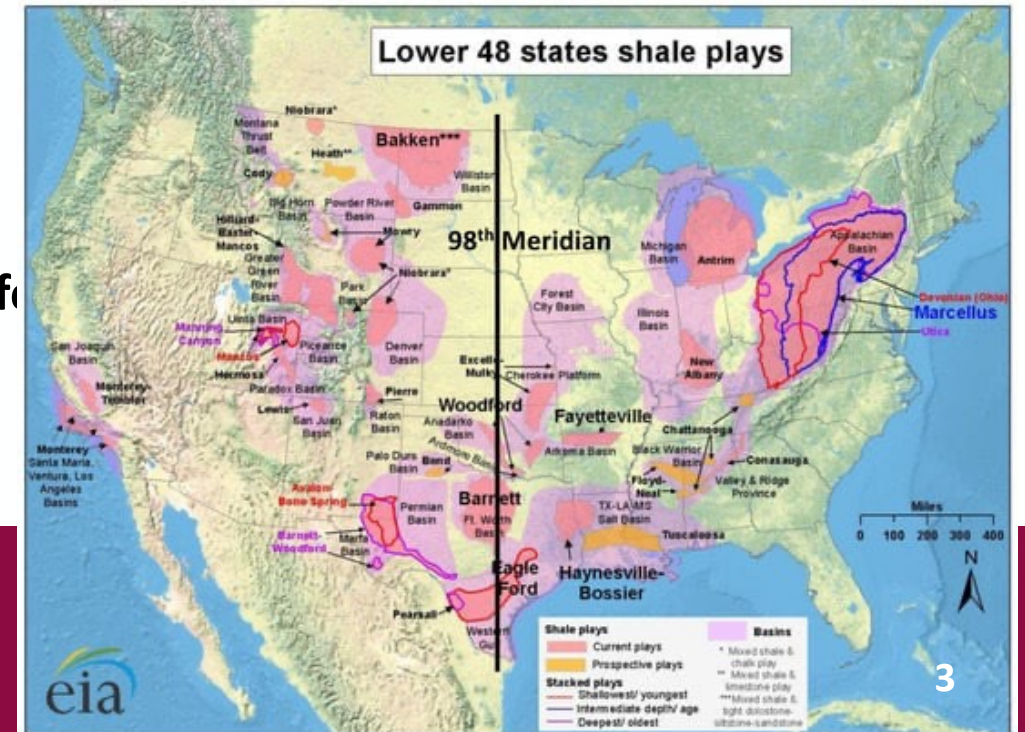 Lower 48 states shale plays
Niobrara*
Montana
Thrust
Belt
Bakken***
Heath**
Cody
Williston
Basin
Big Horn
Basin
Powder River
Basin
Gammon
Hilliard-
Baxter-
Mancos
Mowry
98th Meridian
Greater
Green
River
Basin
Niobrara*
Park
Basin
Michigan
Basin
Antrim
Appalachian
Basin
Devonian (Ohio)
Marcellus
Utica
Forest
City Basin
Illinois
Basin
Uinta Basin
Manning
Canyon
Mancos
Piceance
Basin
Denver
Basin
San Joaquin
Basin
Hermosa
Paradox Basin
Excello-
Mulky
Cherokee Platform
New
Albany
Monterey-
Temblor
Lewis
San Juan
Basin
Pierre
Raton
Basin
Woodford
Anadarko
Basin
Fayetteville
Chattanooga
Monterey
Santa Maria,
Ventura, Los
Angeles
Basins
Palo Duro
Basin
Bend
Ardmore Basin
Arkoma Basin
Black Warrior
Basin
Conasauga
Floyd-
Neal
Valley & Ridge
Province
Avalon-
Bone Spring
Permian
Basin
Barnett
Ft. Worth
Basin
TX-LA-MS
Salt Basin
Tuscaloosa
Barnett-
Woodford
Marfa
Basin
Eagle
Ford
Haynesville-
Bossier
Pearsall
Western
Miles
0 100 200 300 400
N
Shale plays
Current plays
Prospective plays
Stacked plays
Shallowest/ youngest
Intermediate depth/ age
Deepest/ oldest
Basins
* Mixed shale &
chalk play
** Mixed shale &
limestone play
***Mixed shale &
tight dolostone-
siltstone-sandstone
eia
3